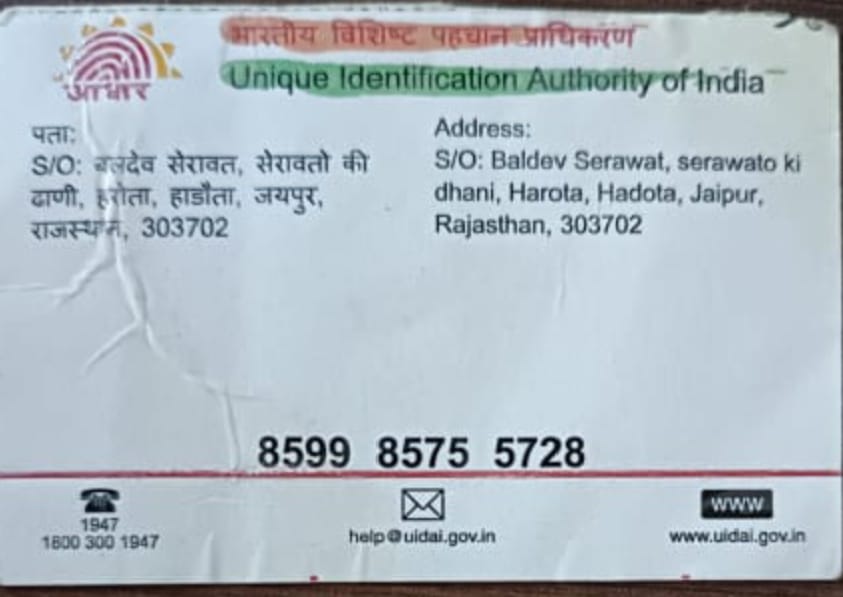 भारतीय विशिष्ट पहचान प्राधिकरण
Unique Identification Authority of India
आधार
पता:
S/O: बलदेव सेरावत, सेरावतो की
ढाणी, हरोता, हाडौता, जयपुर,
राजस्थान, 303702
Address:
S/O: Baldev Serawat, serawato ki
dhani, Harota, Hadota, Jaipur,
Rajasthan, 303702
8599 8575 5728
1947
1800 300 1947
help@uidai.gov.in
www
www.uidai.gov.in